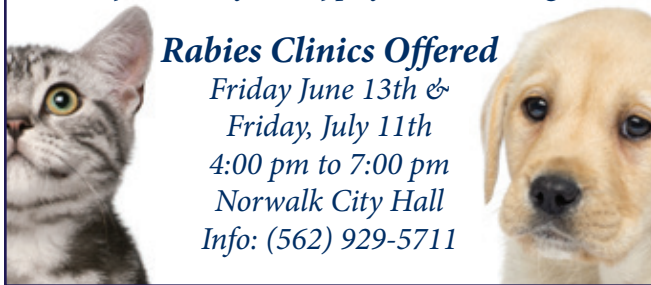 Rabies Clinics Offered
Friday June 13th &
Friday, July 11th
4:00 pm to 7:00 pm
Norwalk City Hall
Info: (562) 929-5711